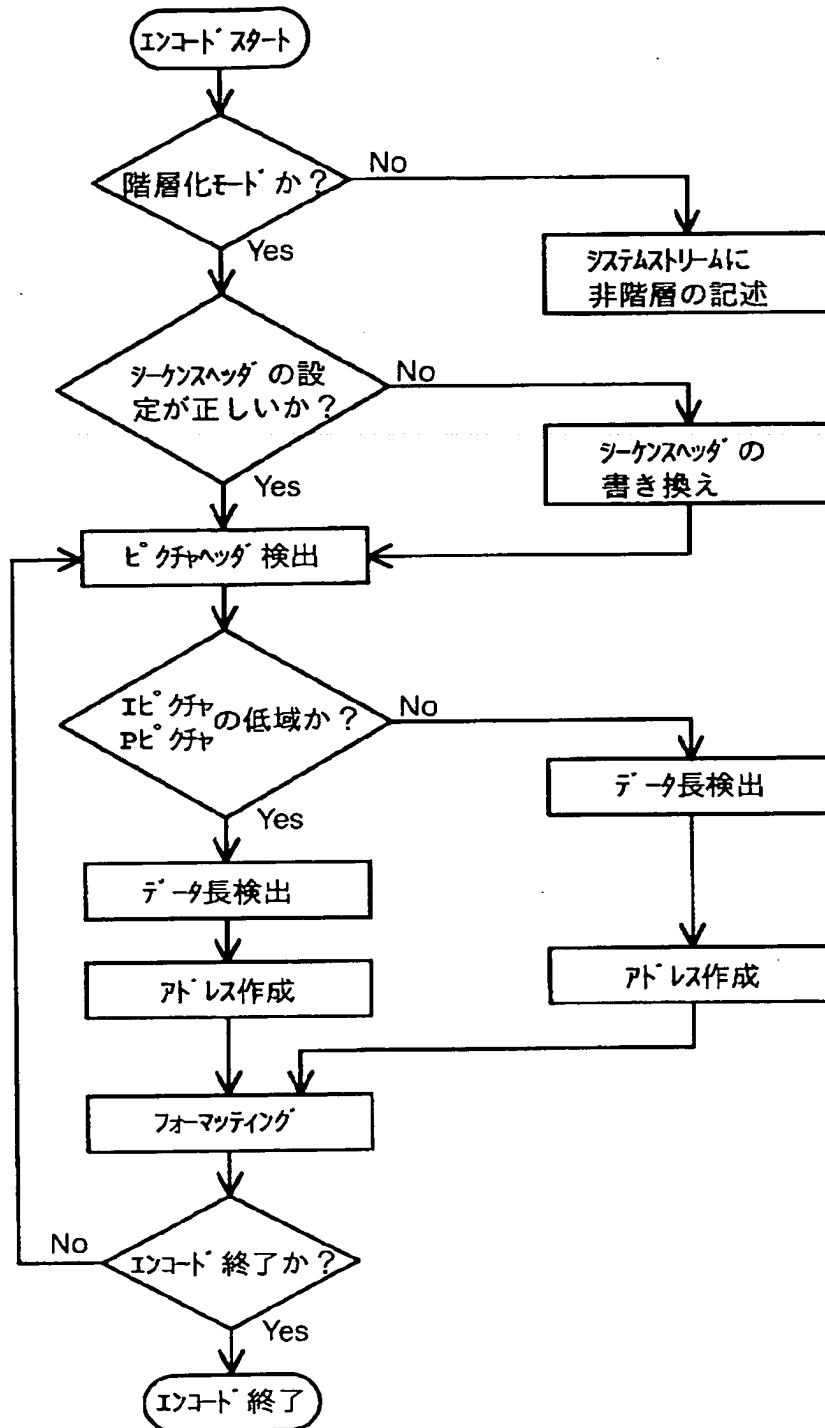 エンコードスタート
階層化モードか？
No
Yes
システムストリームに
非階層の記述
シーケンスヘッダの設
定が正しいか？
No
Yes
シーケンスヘッダの
書き換え
ピクチャヘッダ検出
Iピクチャ
Pピクチャ
の低域か？
No
Yes
データ長検出
データ長検出
アドレス作成
アドレス作成
フォーマッティング
エンコード終了か？
No
Yes
エンコード終了